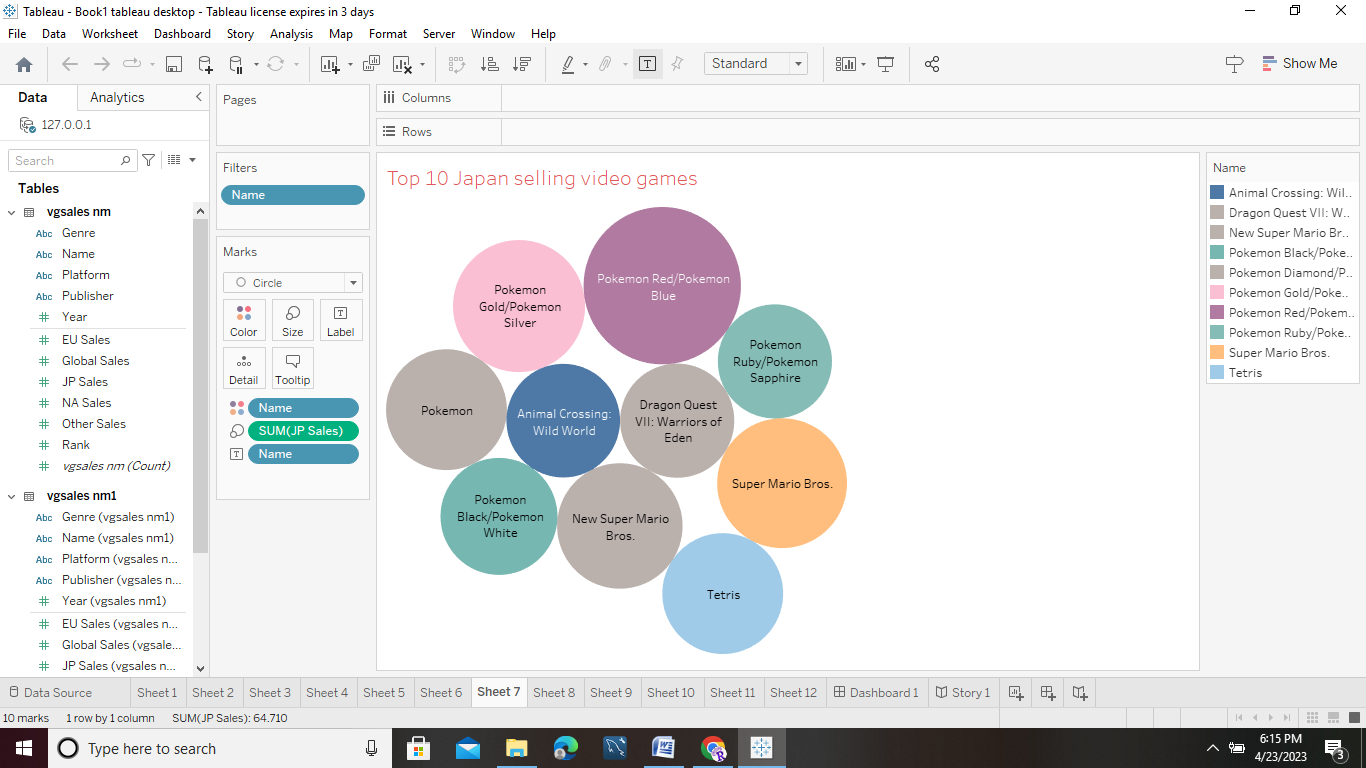 Tableau - Book1 tableau desktop - Tableau license expires in 3 days
File Data Worksheet Dashboard Story Analysis Map Format Server Window Help
Standard
Show Me
Data Analytics
127.0.0.1
Search
Tables
vgsales nm
Abc Genre
Abc Name
Abc Platform
Abc Publisher
# Year
# EU Sales
# Global Sales
# JP Sales
# NA Sales
# Other Sales
# Rank
# vgsales nm (Count)
vgsales nm1
Abc Genre (vgsales nm1)
Abc Name (vgsales nm1)
Abc Platform (vgsales n...
Abc Publisher (vgsales n...
# Year (vgsales nm1)
# EU Sales (vgsales n...
# Global Sales (vgsale...
# JP Sales (vgsales n...
Pages
Filters
Name
Marks
Circle
Color Size Label
Detail Tooltip
Name
SUM(JP Sales)
Name
Columns
Rows
Top 10 Japan selling video games
Pokemon Red/Pokemon
Blue
Pokemon
Gold/Pokemon
Silver
Pokemon
Ruby/Pokemon
Sapphire
Pokemon
Animal Crossing:
Wild World
Dragon Quest
VII: Warriors of
Eden
Super Mario Bros.
Pokemon
Black/Pokemon
White
New Super Mario
Bros.
Tetris
Name
Animal Crossing: Wil..
Dragon Quest VII: W..
New Super Mario Br..
Pokemon Black/Poke..
Pokemon Diamond/P..
Pokemon Gold/Poke..
Pokemon Red/Pokem..
Pokemon Ruby/Poke..
Super Mario Bros.
Tetris
Data Source Sheet 1 Sheet 2 Sheet 3 Sheet 4 Sheet 5 Sheet 6 Sheet 7 Sheet 8 Sheet 9 Sheet 10 Sheet 11 Sheet 12 Dashboard 1 Story 1
10 marks 1 row by 1 column SUM(JP Sales): 64.710
Type here to search
6:15 PM
4/23/2023
3